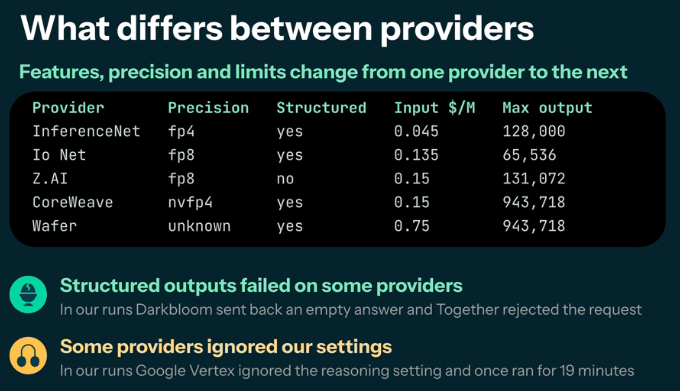 What differs between providers
Features, precision and limits change from one provider to the next
Provider Precision Structured Input $/M Max output
InferenceNet fp4 yes 0.045 128,000
Io Net fp8 yes 0.135 65,536
Z.AI fp8 no 0.15 131,072
CoreWeave nvfp4 yes 0.15 943,718
Wafer unknown yes 0.75 943,718
Structured outputs failed on some providers
In our runs Darkbloom sent back an empty answer and Together rejected the request
Some providers ignored our settings
In our runs Google Vertex ignored the reasoning setting and once ran for 19 minutes